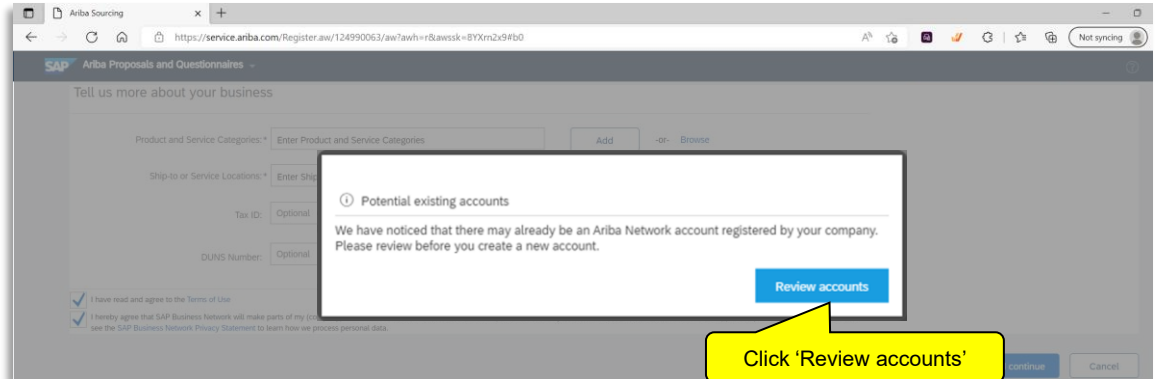 Ariba Sourcing
https://service.ariba.com/Register.aw/124990063/aw?awh=r&awssk=8YXrn2x9#b0
Not syncing
SAP Ariba Proposals and Questionnaires
Tell us more about your business
Product and Service Categories:* Enter Product and Service Categories Add -or- Browse
Ship-to or Service Locations:* Enter Ship
Tax ID: Optional
DUNS Number: Optional
Potential existing accounts
We have noticed that there may already be an Ariba Network account registered by your company.
Please review before you create a new account.
Review accounts
I have read and agree to the Terms of Use
I hereby agree that SAP Business Network will make parts of my
see the SAP Business Network Privacy Statement to learn how we process personal data.
Click ‘Review accounts’
continue Cancel